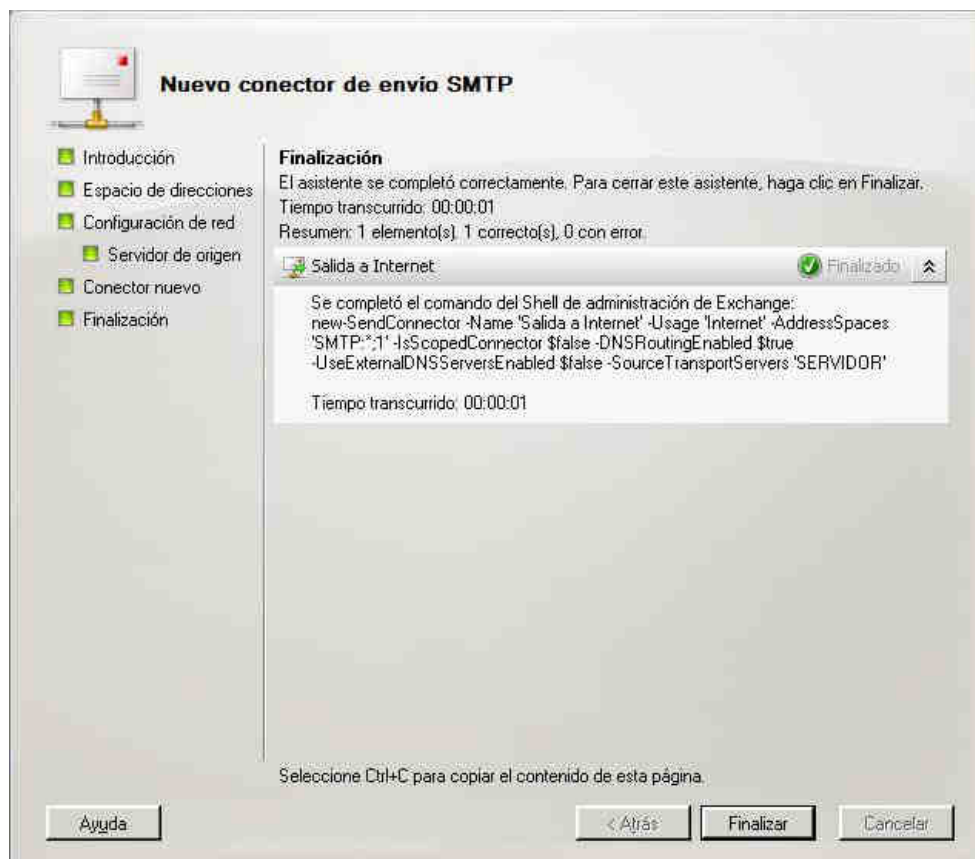 Nuevo conector de envío SMTP
Introducción
Espacio de direcciones
Configuración de red
Servidor de origen
Conector nuevo
Finalización
Finalización
El asistente se completó correctamente. Para cerrar este asistente, haga clic en Finalizar.
Tiempo transcurrido: 00:00:01
Resumen: 1 elemento(s). 1 correcto(s), 0 con error.
Salida a Internet
Finalizado
Se completó el comando del Shell de administración de Exchange:
new-SendConnector -Name 'Salida a Internet' -Usage 'Internet' -AddressSpaces
'SMTP:*;1' -IsScopedConnector $false -DNSRoutingEnabled $true
-UseExternalDNSServersEnabled $false -SourceTransportServers 'SERVIDOR'
Tiempo transcurrido: 00:00:01
Seleccione Ctrl+C para copiar el contenido de esta página.
Ayuda
< Atrás
Finalizar
Cancelar